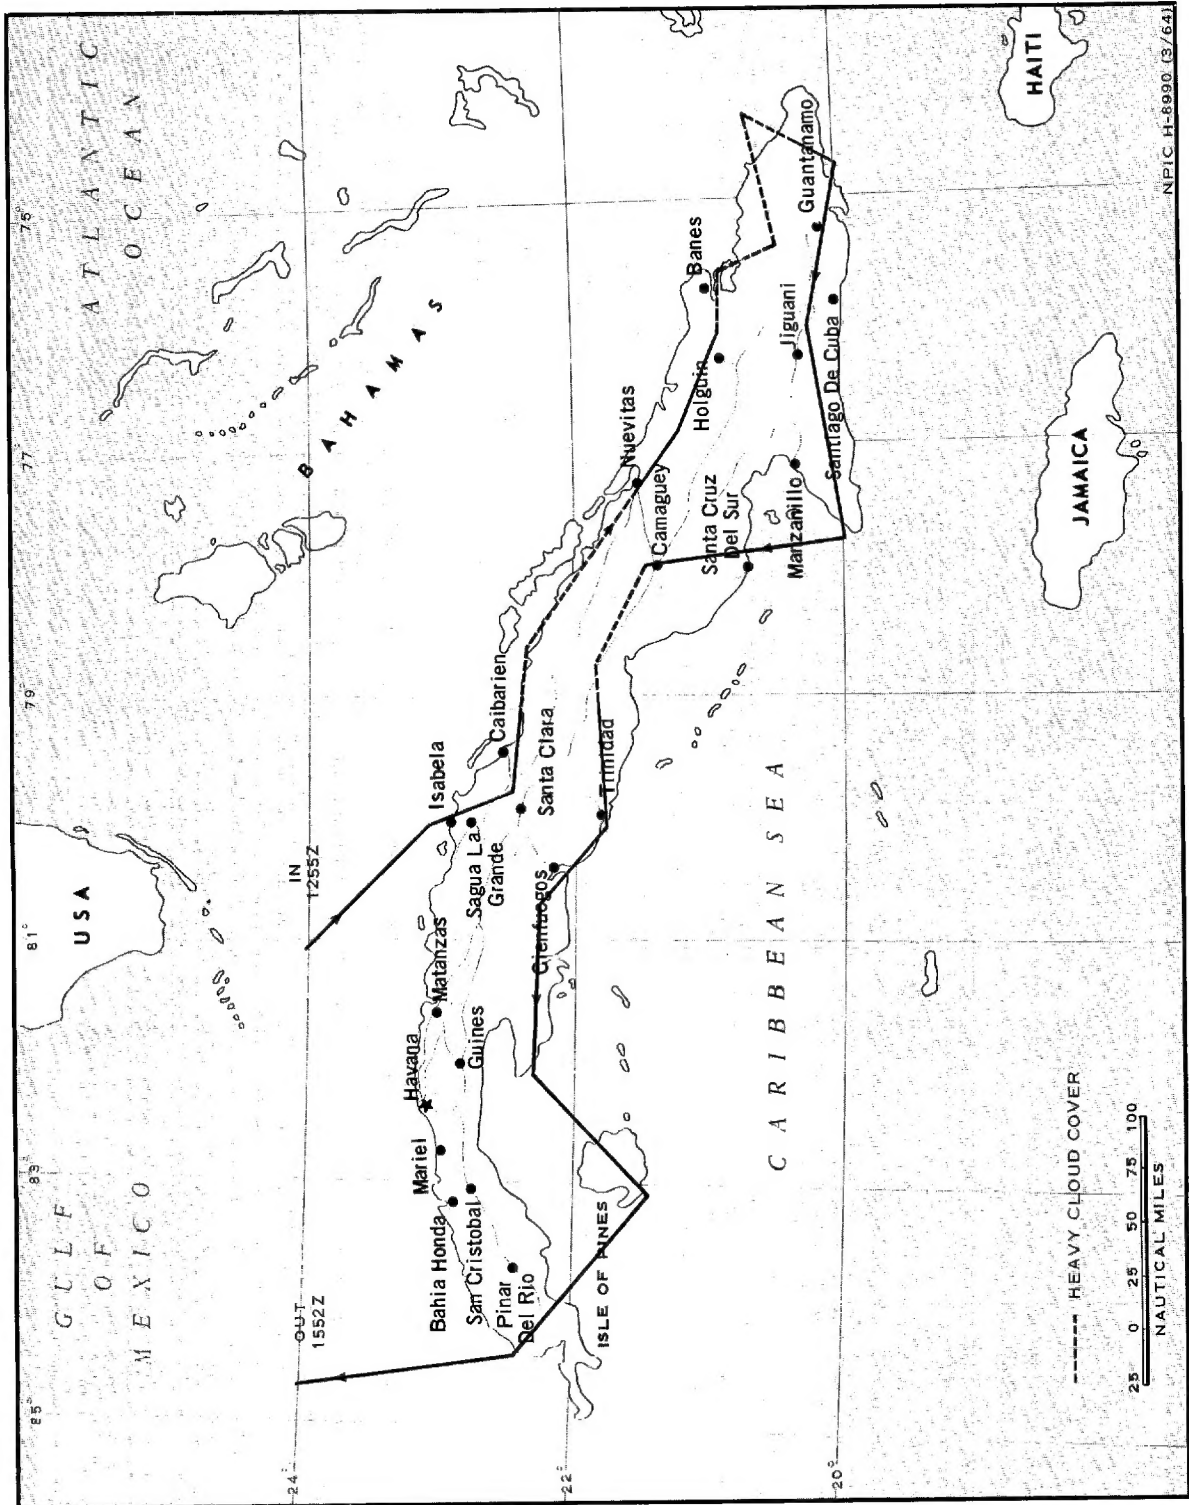 85°
83°
81°
79°
77°
75°
GULF
OF
MEXICO
USA
ATLANTIC
OCEAN
BAHAMAS
OUT
1552Z
IN
1255Z
24°
22°
20°
Bahia Honda
Mariel
Havana
Matanzas
Isabela
San Cristobal
Guines
Sagua La
Grande
Caibarien
Pinar
Del Rio
Santa Clara
Cienfuegos
Trinidad
Nuevitas
Camaguey
Banes
Holguin
Santa Cruz
Del Sur
Jiguani
Manzanillo
Guantanamo
Santiago De Cuba
ISLE OF PINES
CARIBBEAN SEA
JAMAICA
HAITI
HEAVY CLOUD COVER
25 0 25 50 75 100
NAUTICAL MILES
NPIC H-8990 (3/64)